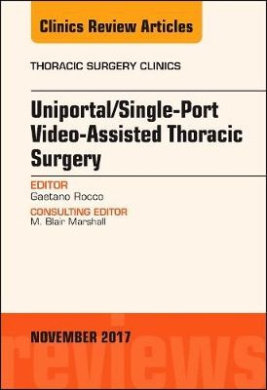 Clinics Review Articles
THORACIC SURGERY CLINICS
Uniportal/Single-Port
Video-Assisted Thoracic
Surgery
EDITOR
Gaetano Rocco
CONSULTING EDITOR
M. Blair Marshall
NOVEMBER 2017
reviews